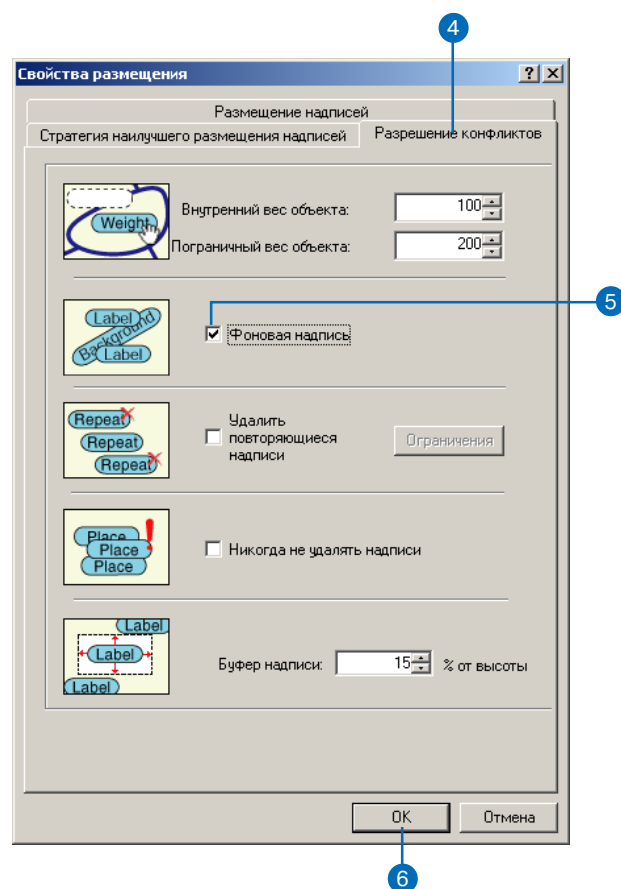 4
Свойства размещения
Размещение надписей
Стратегия наилучшего размещения надписей
Разрешение конфликтов
Weight
Внутренний вес объекта:
100
Пограничный вес объекта:
200
5
Label
Background
Label
Фоновая надпись
Repeat
Repeat
Repeat
Удалить
повторяющиеся
надписи
Ограничения
Place
Place
Place
!
Никогда не удалять надписи
Label
Label
Label
Буфер надписи:
15
% от высоты
OK
Отмена
6